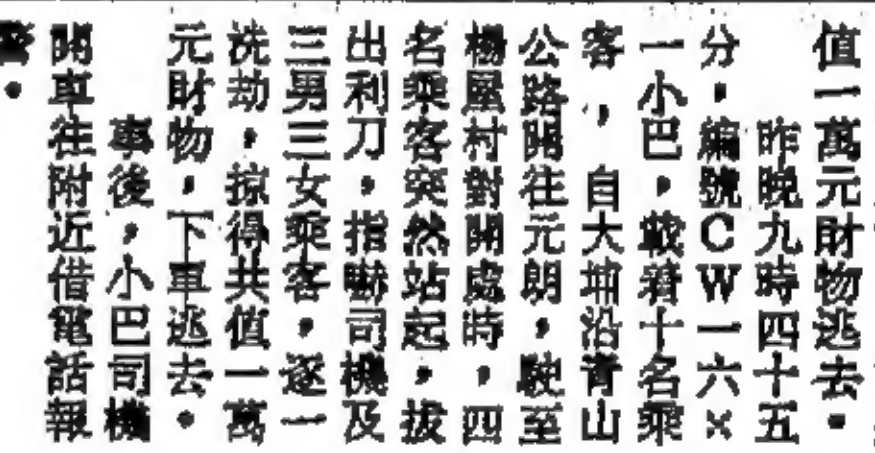 值一萬元財物逃去。
昨晚九時四十五
分，編號CW一六×
一小巴，載着十名乘
客，自大埔沿青山
公路開往元朗，駛至
楊屋村對開處時，四
名乘客突然站起，拔
出利刀，指嚇司機及
三男三女乘客，逐一
洗劫，掠得共值一萬
元財物，下車逃去。
事後，小巴司機
開車往附近借電話報
警。